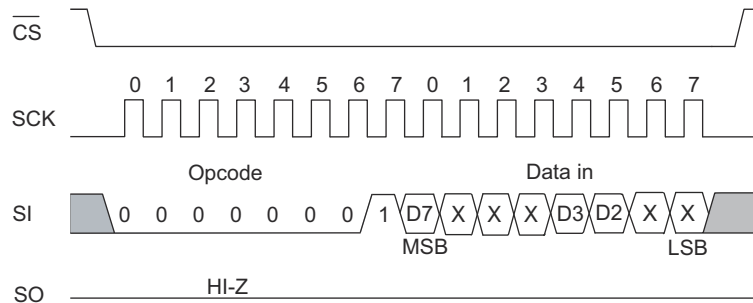 CS
0 1 2 3 4 5 6 7 0 1 2 3 4 5 6 7
SCK
Opcode Data in
SI 0 0 0 0 0 0 0 1 D7 X X X D3 D2 X X
MSB LSB
HI-Z
SO